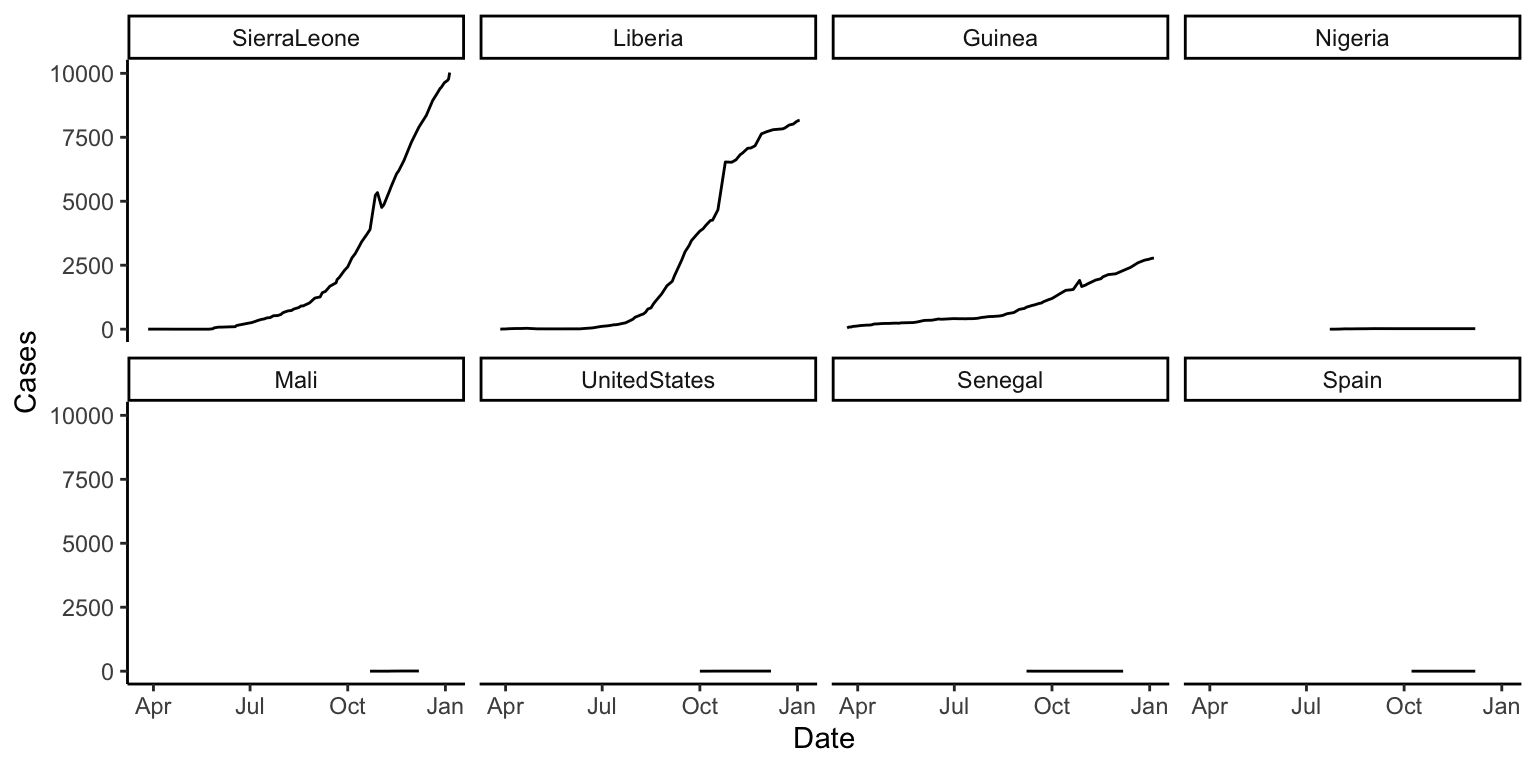 SierraLeone Liberia Guinea Nigeria
10000
7500
5000
2500
0
Mali UnitedStates Senegal Spain
10000
7500
5000
2500
0
Apr Jul Oct Jan Apr Jul Oct Jan Apr Jul Oct Jan Apr Jul Oct Jan
Cases
Date